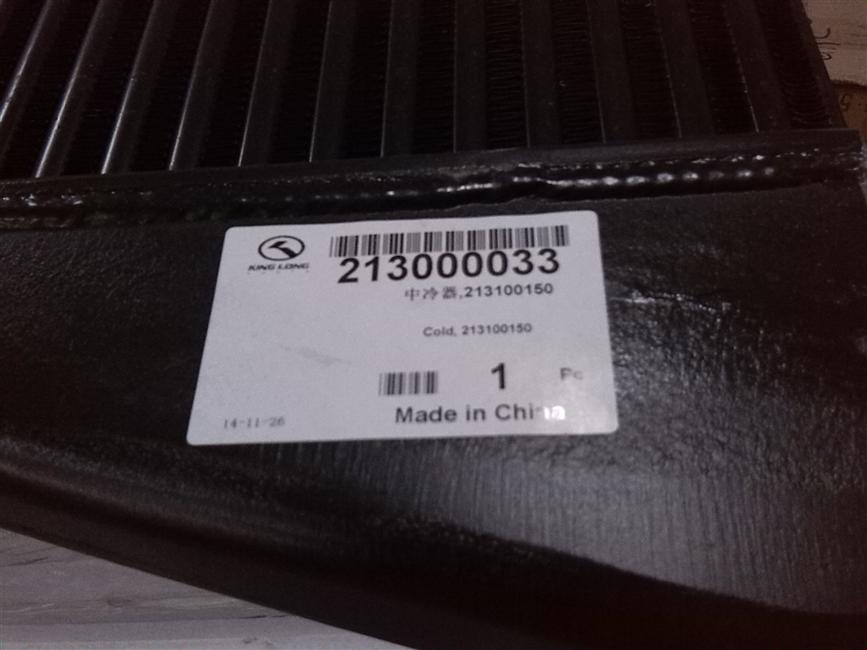 KING LONG
213000033
中冷器,213100150
Cold, 213100150
1 Pc
Made in China
14-11-26